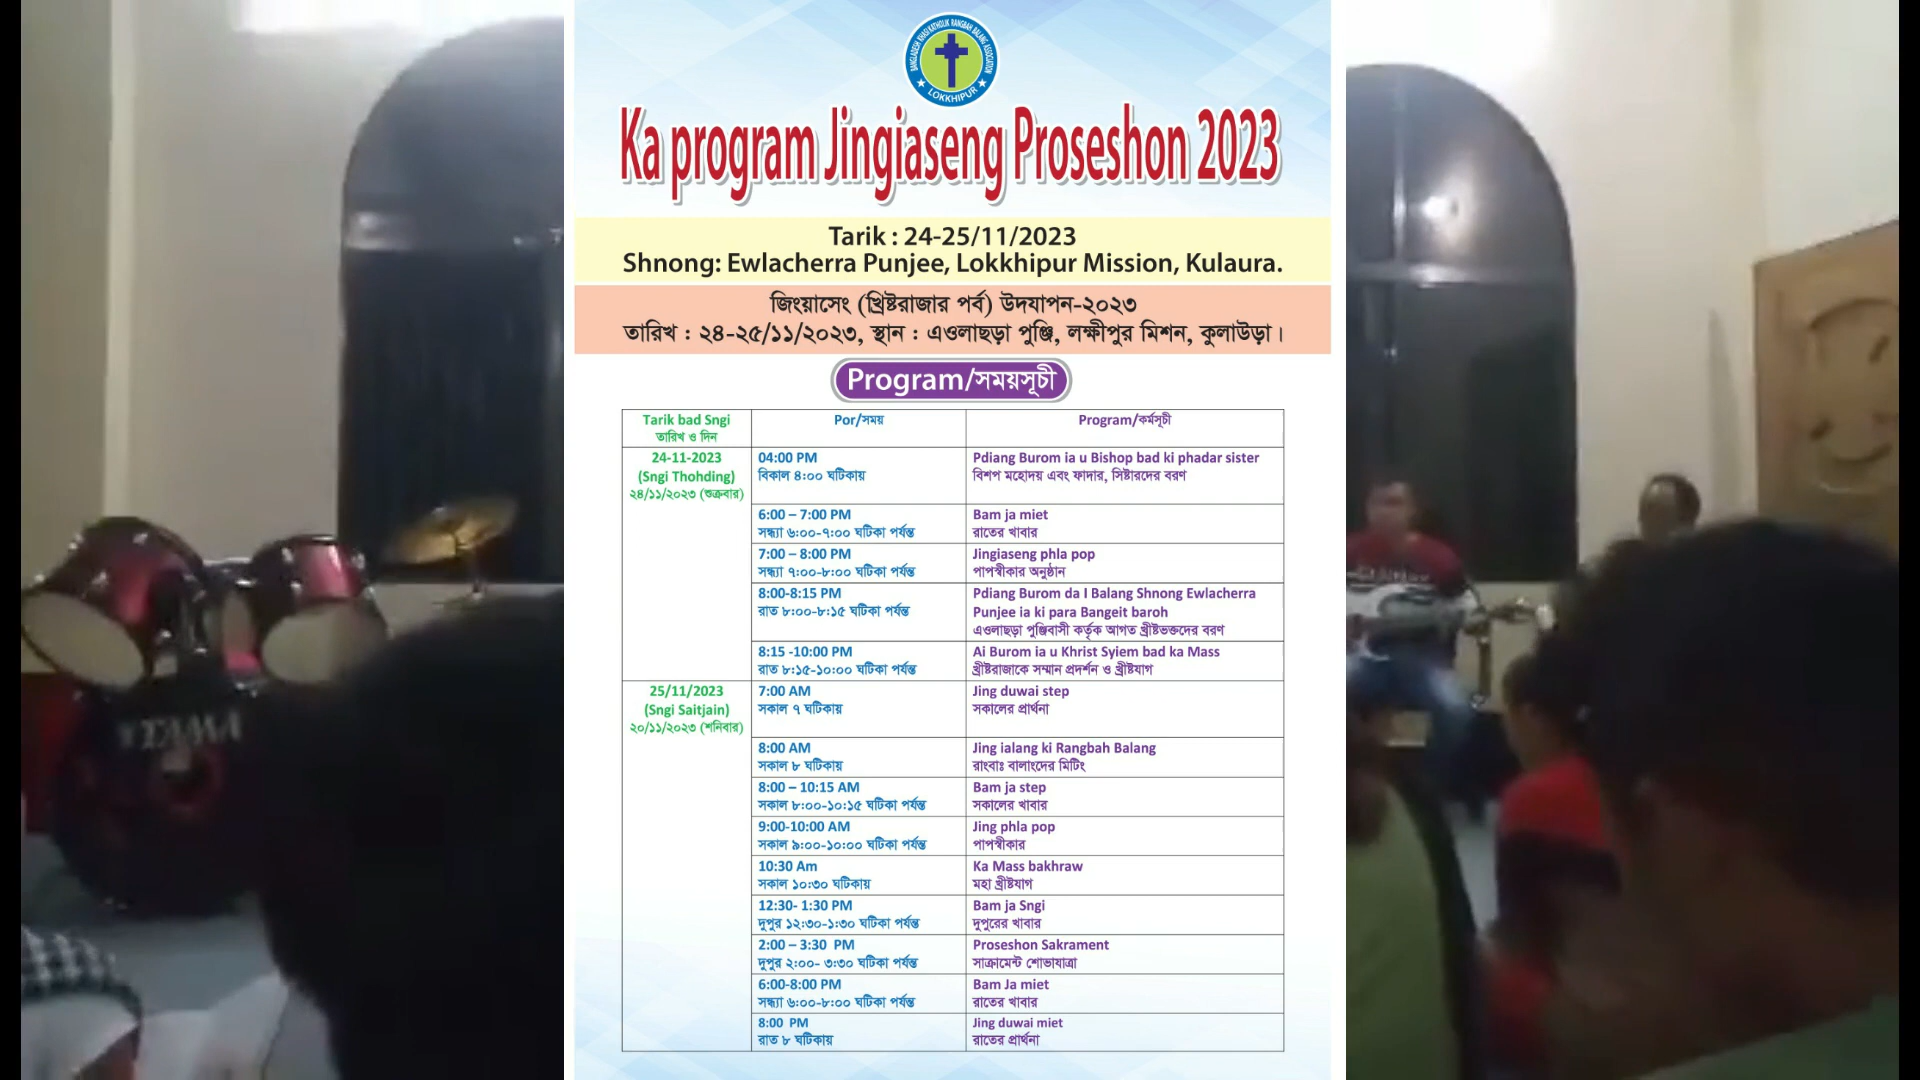 BANGLADESH KHASI KATHOLIK RANGBAH BALANG ASSOCIATION
LOKKHIPUR
Ka program Jingiaseng Proseshon 2023
Tarik : 24-25/11/2023
Shnong: Ewlacherra Punjee, Lokkhipur Mission, Kulaura.
জিংয়াসেং (খ্রিষ্টরাজার পর্ব) উদযাপন-২০২৩
তারিখ : ২৪-২৫/১১/২০২৩, স্থান : এওলাছড়া পুঞ্জি, লক্ষীপুর মিশন, কুলাউড়া।
Program/সময়সূচী
Tarik bad Sngi
তারিখ ও দিন
Por/সময়
Program/কর্মসূচী
24-11-2023
(Sngi Thohding)
২৪/১১/২০২৩ (শুক্রবার)
04:00 PM
বিকাল ৪:০০ ঘটিকায়
Pdiang Burom ia u Bishop bad ki phadar sister
বিশপ মহোদয় এবং ফাদার, সিষ্টারদের বরণ
6:00 – 7:00 PM
সন্ধ্যা ৬:০০-৭:০০ ঘটিকা পর্যন্ত
Bam ja miet
রাতের খাবার
7:00 – 8:00 PM
সন্ধ্যা ৭:০০-৮:০০ ঘটিকা পর্যন্ত
Jingiaseng phla pop
পাপস্বীকার অনুষ্ঠান
8:00-8:15 PM
রাত ৮:০০-৮:১৫ ঘটিকা পর্যন্ত
Pdiang Burom da I Balang Shnong Ewlacherra
Punjee ia ki para Bangeit baroh
এওলাছড়া পুঞ্জিবাসী কর্তৃক আগত খ্রীষ্টভক্তদের বরণ
8:15 -10:00 PM
রাত ৮:১৫-১০:০০ ঘটিকা পর্যন্ত
Ai Burom ia u Khrist Syiem bad ka Mass
খ্রীষ্টরাজাকে সম্মান প্রদর্শন ও খ্রীষ্টযাগ
25/11/2023
(Sngi Saitjain)
২০/১১/২০২৩ (শনিবার)
7:00 AM
সকাল ৭ ঘটিকায়
Jing duwai step
সকালের প্রার্থনা
8:00 AM
সকাল ৮ ঘটিকায়
Jing ialang ki Rangbah Balang
রাংবাঃ বালাংদের মিটিং
8:00 – 10:15 AM
সকাল ৮:০০-১০:১৫ ঘটিকা পর্যন্ত
Bam ja step
সকালের খাবার
9:00-10:00 AM
সকাল ৯:০০-১০:০০ ঘটিকা পর্যন্ত
Jing phla pop
পাপস্বীকার
10:30 Am
সকাল ১০:৩০ ঘটিকায়
Ka Mass bakhraw
মহা খ্রীষ্টযাগ
12:30- 1:30 PM
দুপুর ১২:৩০-১:৩০ ঘটিকা পর্যন্ত
Bam ja Sngi
দুপুরের খাবার
2:00 – 3:30 PM
দুপুর ২:০০- ৩:৩০ ঘটিকা পর্যন্ত
Proseshon Sakrament
সাক্রামেন্ট শোভাযাত্রা
6:00-8:00 PM
সন্ধ্যা ৬:০০-৮:০০ ঘটিকা পর্যন্ত
Bam Ja miet
রাতের খাবার
8:00 PM
রাত ৮ ঘটিকায়
Jing duwai miet
রাতের প্রার্থনা
TAMA